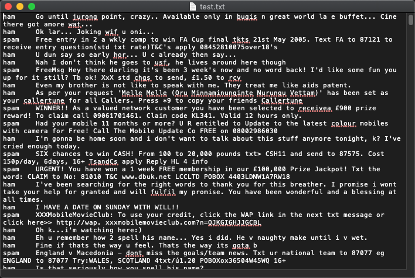 test.txt
ham Go until jurong point, crazy.. Available only in bugis n great world la e buffet... Cine
there got amore wat...
ham Ok lar... Joking wif u oni...
spam Free entry in 2 a wkly comp to win FA Cup final tkts 21st May 2005. Text FA to 87121 to
receive entry question(std txt rate)T&C's apply 08452810075over18's
ham U dun say so early hor... U c already then say...
ham Nah I don't think he goes to usf, he lives around here though
spam FreeMsg Hey there darling it's been 3 week's now and no word back! I'd like some fun you
up for it still? Tb ok! XxX std chgs to send, £1.50 to rcv
ham Even my brother is not like to speak with me. They treat me like aids patent.
ham As per your request 'Melle Melle (Oru Minnaminunginte Nurungu Vettam)' has been set as
your callertune for all Callers. Press *9 to copy your friends Callertune
spam WINNER!! As a valued network customer you have been selected to receivea £900 prize
reward! To claim call 09061701461. Claim code KL341. Valid 12 hours only.
spam Had your mobile 11 months or more? U R entitled to Update to the latest colour mobiles
with camera for Free! Call The Mobile Update Co FREE on 08002986030
ham I'm gonna be home soon and i don't want to talk about this stuff anymore tonight, k? I've
cried enough today.
spam SIX chances to win CASH! From 100 to 20,000 pounds txt> CSH11 and send to 87575. Cost
150p/day, 6days, 16+ TsandCs apply Reply HL 4 info
spam URGENT! You have won a 1 week FREE membership in our £100,000 Prize Jackpot! Txt the
word: CLAIM to No: 81010 T&C www.dbuk.net LCCLTD POBOX 4403LDNW1A7RW18
ham I've been searching for the right words to thank you for this breather. I promise i wont
take your help for granted and will fulfil my promise. You have been wonderful and a blessing at
all times.
ham I HAVE A DATE ON SUNDAY WITH WILL!!
spam XXXMobileMovieClub: To use your credit, click the WAP link in the next txt message or
click here>> http://wap. xxxmobilemovieclub.com?n=QJKGIGHJJGCBL
ham Oh k...i'm watching here:)
ham Eh u remember how 2 spell his name... Yes i did. He v naughty make until i v wet.
ham Fine if thats the way u feel. Thats the way its gota b
spam England v Macedonia - dont miss the goals/team news. Txt ur national team to 87077 eg
ENGLAND to 87077 Try:WALES, SCOTLAND 4txt/ú1.20 POBOXox36504W45WQ 16+
ham Is that seriously how you spell his name?